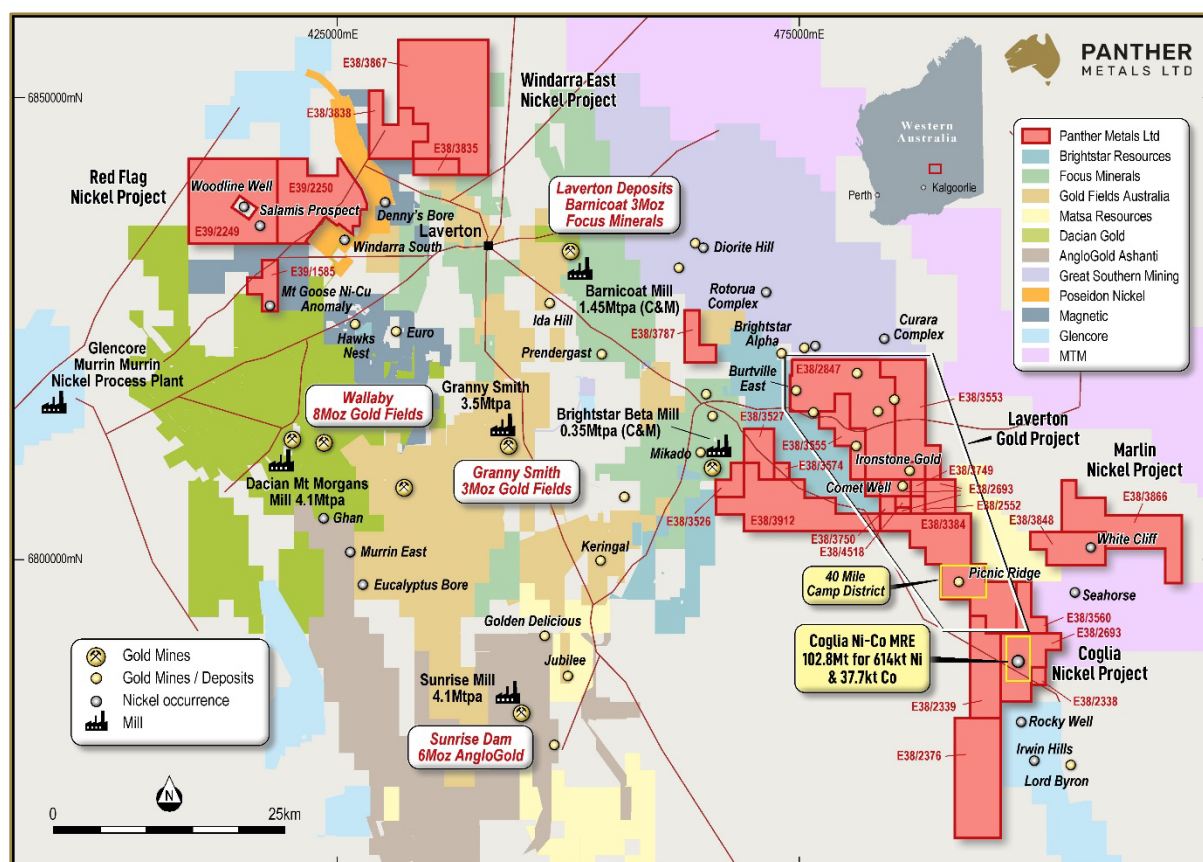 425000mE
475000mE
6850000mN
6800000mN
PANTHER
METALS LTD
Western
Australia
Perth
Kalgoorlie
Panther Metals Ltd
Brightstar Resources
Focus Minerals
Gold Fields Australia
Matsa Resources
Dacian Gold
AngloGold Ashanti
Great Southern Mining
Poseidon Nickel
Magnetic
Glencore
MTM
E38/3867
E38/3838
E38/3835
Windarra East
Nickel Project
Red Flag
Nickel Project
Woodline Well
E39/2250
Salamis Prospect
E39/2249
Denny's Bore
Laverton
Windarra South
E39/1585
Mt Goose Ni-Cu
Anomaly
Hawks
Nest
Euro
Laverton Deposits
Barnicoat 3Moz
Focus Minerals
Barnicoat Mill
1.45Mtpa (C&M)
Diorite Hill
Rotorua
Complex
Ida Hill
Prendergast
E38/3787
Brightstar
Alpha
Curara
Complex
Burtville
East
E38/2847
E38/3553
Glencore
Murrin Murrin
Nickel Process Plant
Wallaby
8Moz Gold Fields
Granny Smith
3.5Mtpa
Brightstar Beta Mill
0.35Mtpa (C&M)
Mikado
Granny Smith
3Moz Gold Fields
Dacian Mt Morgans
Mill 4.1Mtpa
Ghan
Murrin East
Eucalyptus Bore
E38/3527
E38/3555
E38/3574
Ironstone Gold
Comet Well
E38/3749
E38/2693
E38/2552
E38/3526
E38/3912
E38/3750
E38/4518
E38/3384
Laverton
Gold Project
Marlin
Nickel Project
E38/3866
E38/3848
White Cliff
Keringal
40 Mile
Camp District
Picnic Ridge
Seahorse
E38/3560
E38/2693
Golden Delicious
Jubilee
Coglia Ni-Co MRE
102.8Mt for 614kt Ni
& 37.7kt Co
Coglia
Nickel Project
E38/2338
E38/2339
Rocky Well
E38/2376
Irwin Hills
Lord Byron
Sunrise Mill
4.1Mtpa
Sunrise Dam
6Moz AngloGold
Gold Mines
Gold Mines / Deposits
Nickel occurrence
Mill
N
0
25km